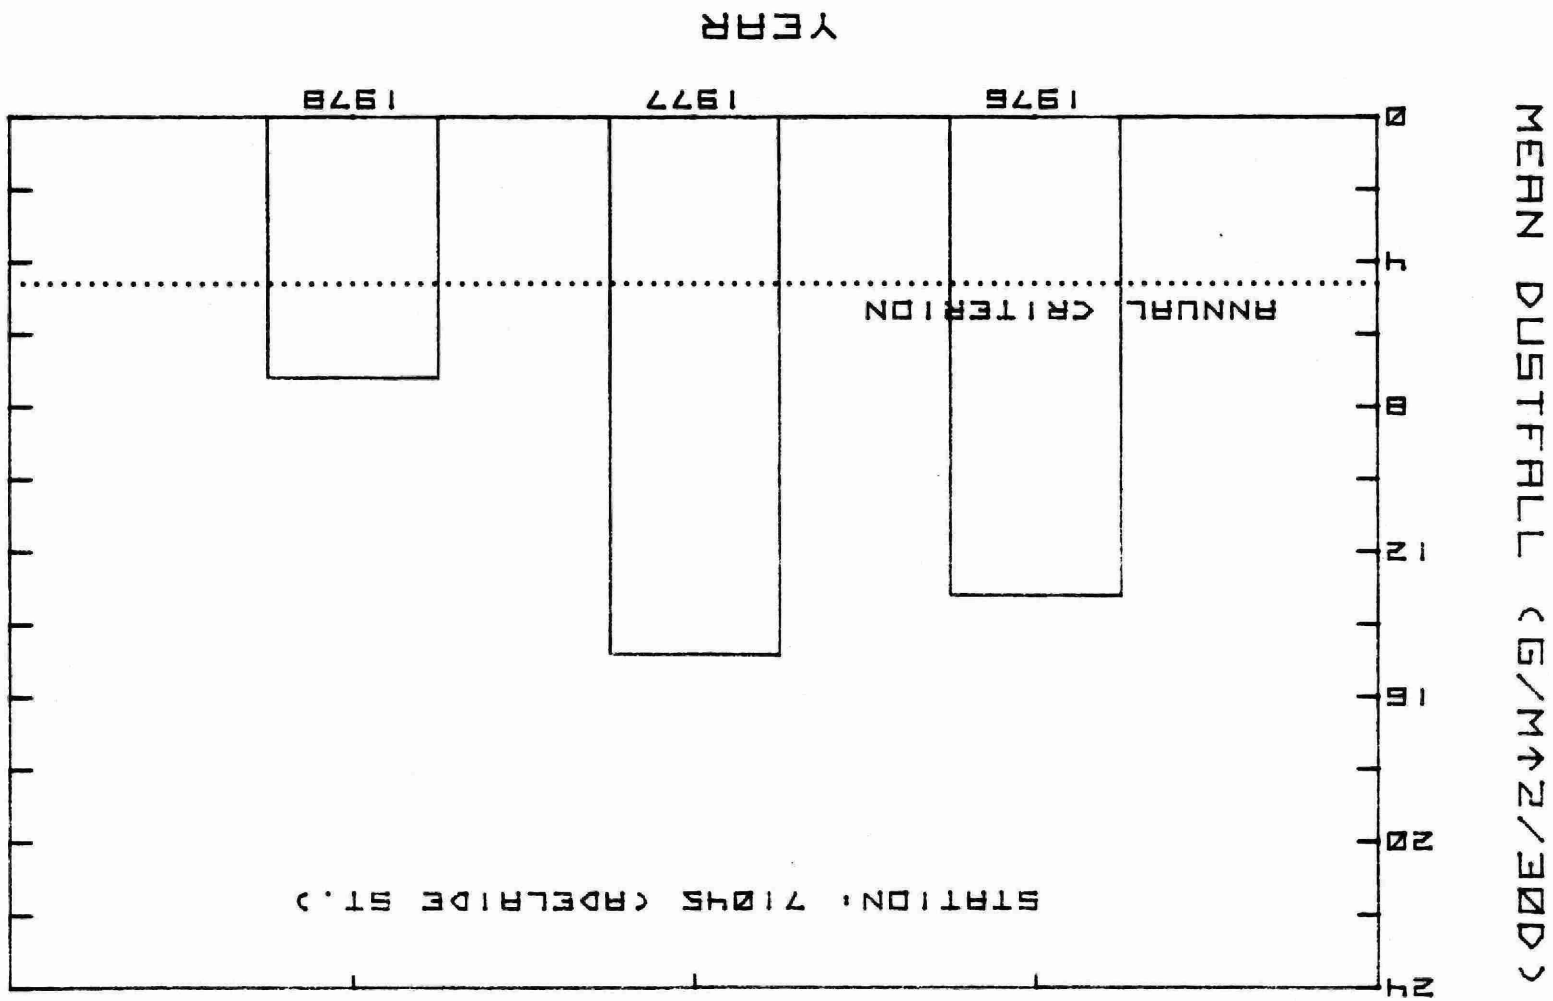 STATION: 71042 (ADELAIDE ST.)
MEAN DUSTFALL (G/M↑2/30D)
24
20
16
12
8
4
0
ANNUAL CRITERION
1976 1977 1978
YEAR